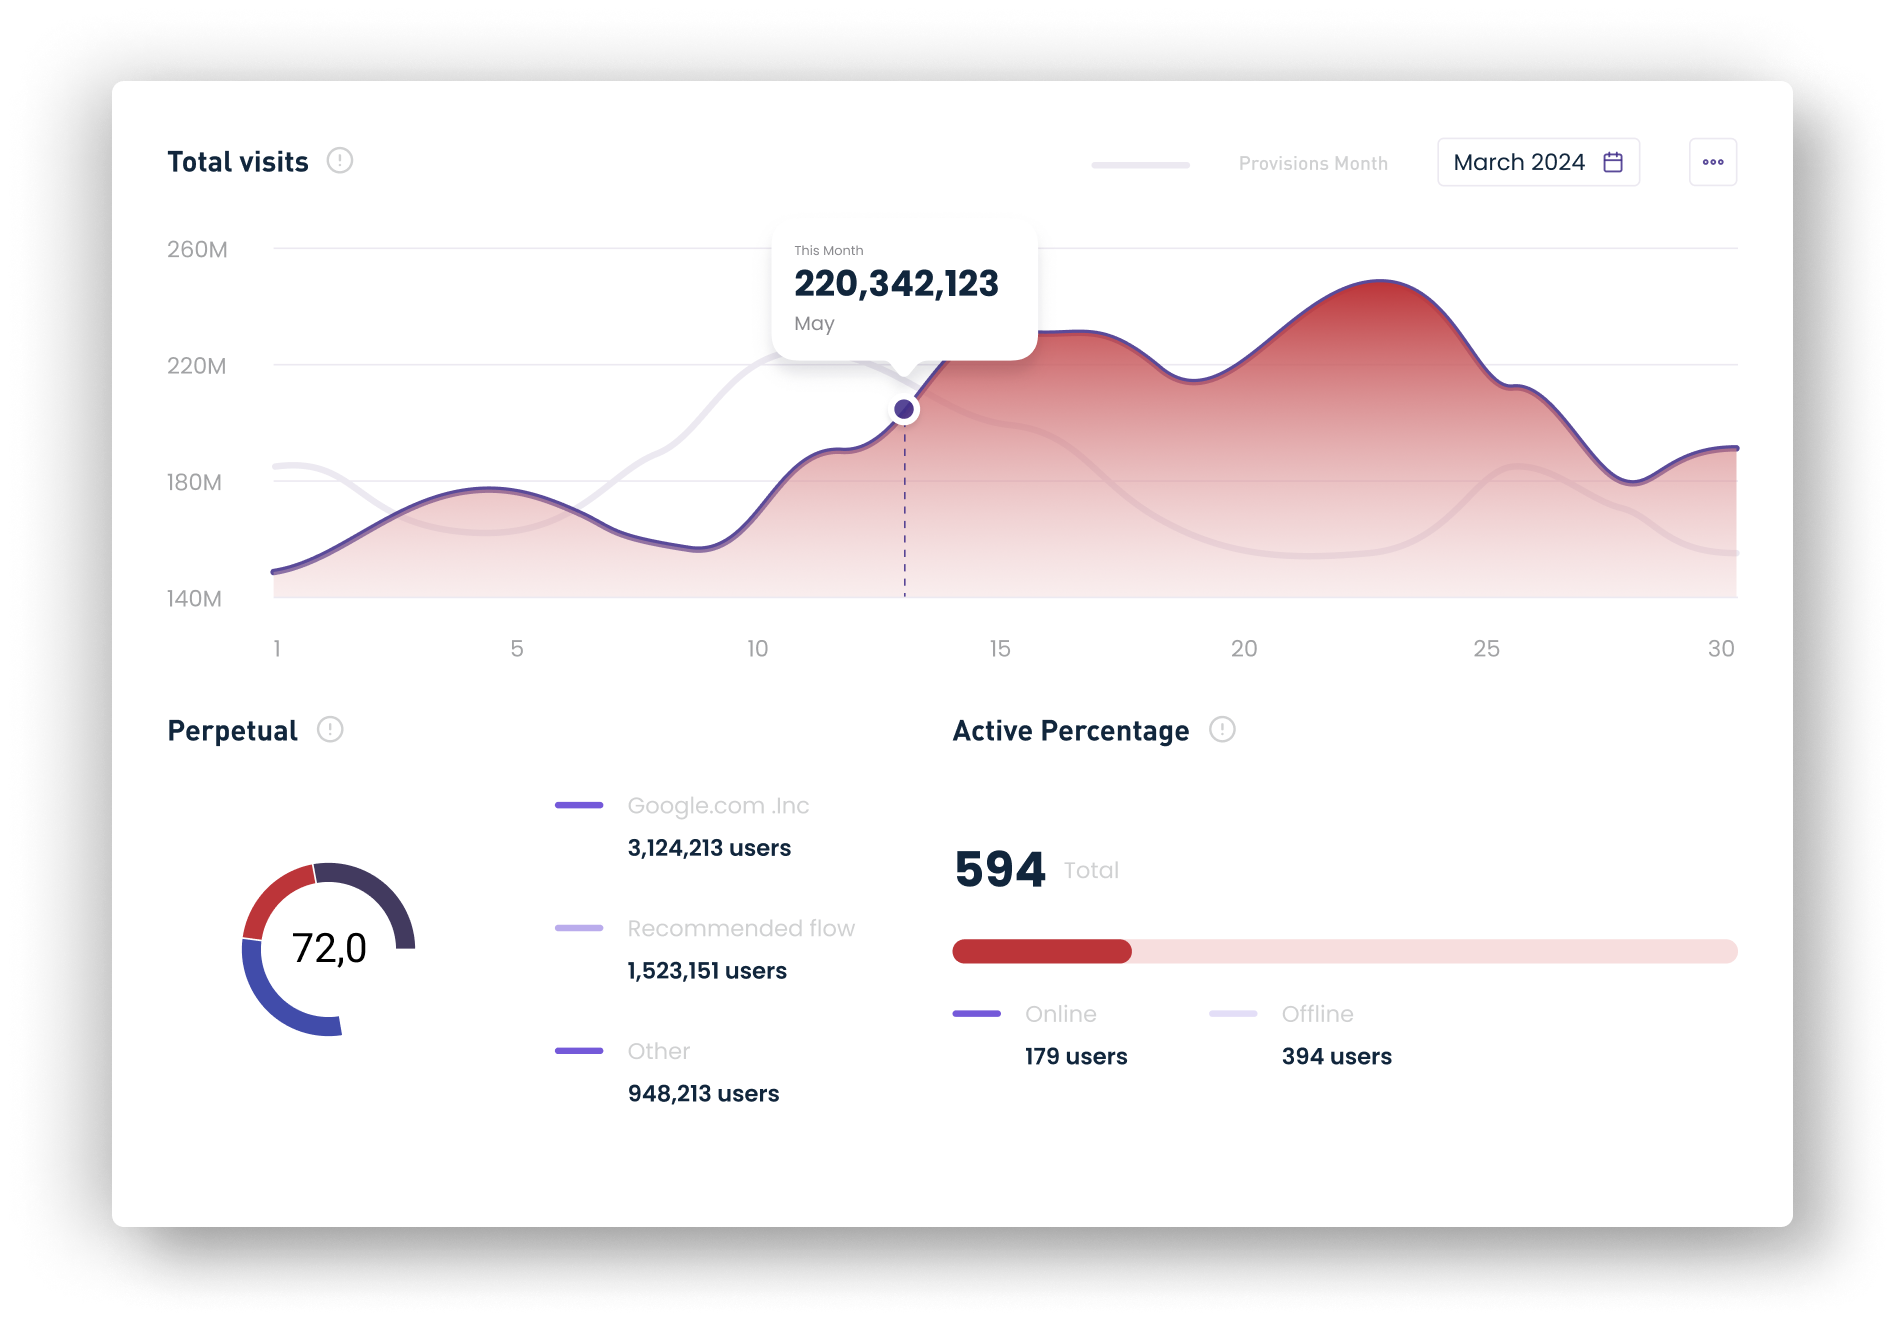 Total visits
Provisions Month
March 2024
260M
This Month
220,342,123
May
220M
180M
140M
1 5 10 15 20 25 30
Perpetual
Active Percentage
Google.com .Inc
3,124,213 users
72,0
Recommended flow
1,523,151 users
Other
948,213 users
594 Total
Online
179 users
Offline
394 users